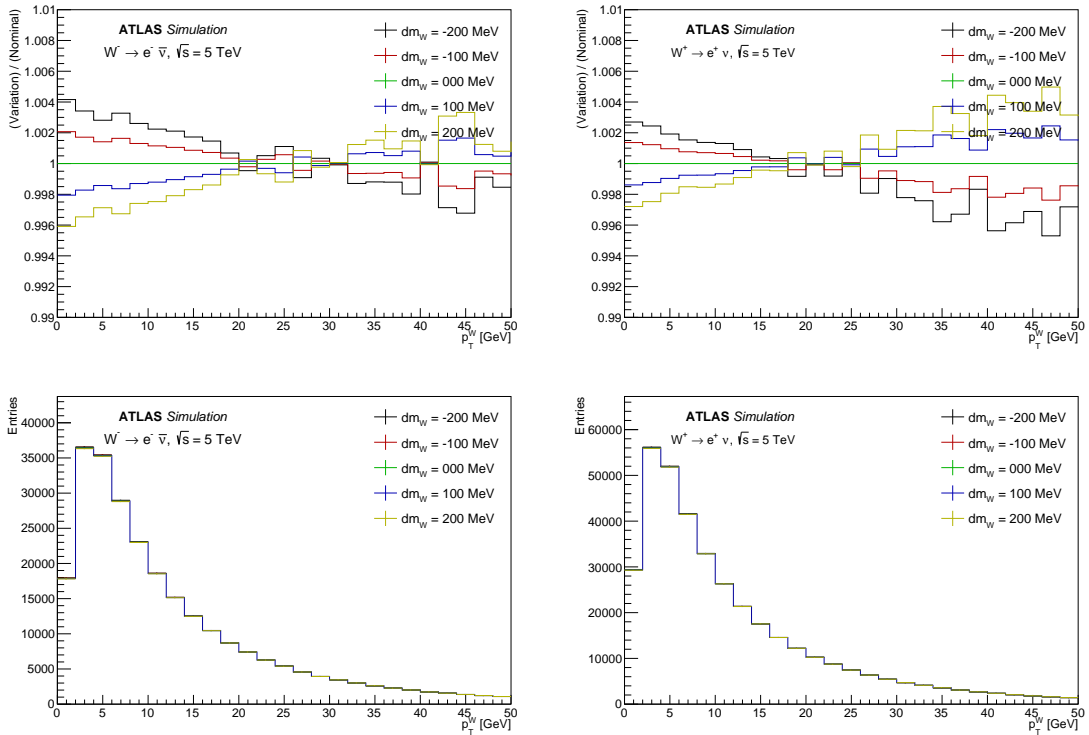 (Variation) / (Nominal)
1.01
1.008
1.006
1.004
1.002
1
0.998
0.996
0.994
0.992
0.99
ATLAS Simulation
W⁻ → e⁻ ν̅, √s = 5 TeV
dm_W = -200 MeV
dm_W = -100 MeV
dm_W = 000 MeV
dm_W = 100 MeV
dm_W = 200 MeV
0 5 10 15 20 25 30 35 40 45 50
p_T^W [GeV]
(Variation) / (Nominal)
1.01
1.008
1.006
1.004
1.002
1
0.998
0.996
0.994
0.992
0.99
ATLAS Simulation
W⁺ → e⁺ ν, √s = 5 TeV
dm_W = -200 MeV
dm_W = -100 MeV
dm_W = 000 MeV
dm_W = 100 MeV
dm_W = 200 MeV
0 5 10 15 20 25 30 35 40 45 50
p_T^W [GeV]
Entries
40000
35000
30000
25000
20000
15000
10000
5000
0
ATLAS Simulation
W⁻ → e⁻ ν̅, √s = 5 TeV
dm_W = -200 MeV
dm_W = -100 MeV
dm_W = 000 MeV
dm_W = 100 MeV
dm_W = 200 MeV
0 5 10 15 20 25 30 35 40 45 50
p_T^W [GeV]
Entries
60000
50000
40000
30000
20000
10000
0
ATLAS Simulation
W⁺ → e⁺ ν, √s = 5 TeV
dm_W = -200 MeV
dm_W = -100 MeV
dm_W = 000 MeV
dm_W = 100 MeV
dm_W = 200 MeV
0 5 10 15 20 25 30 35 40 45 50
p_T^W [GeV]